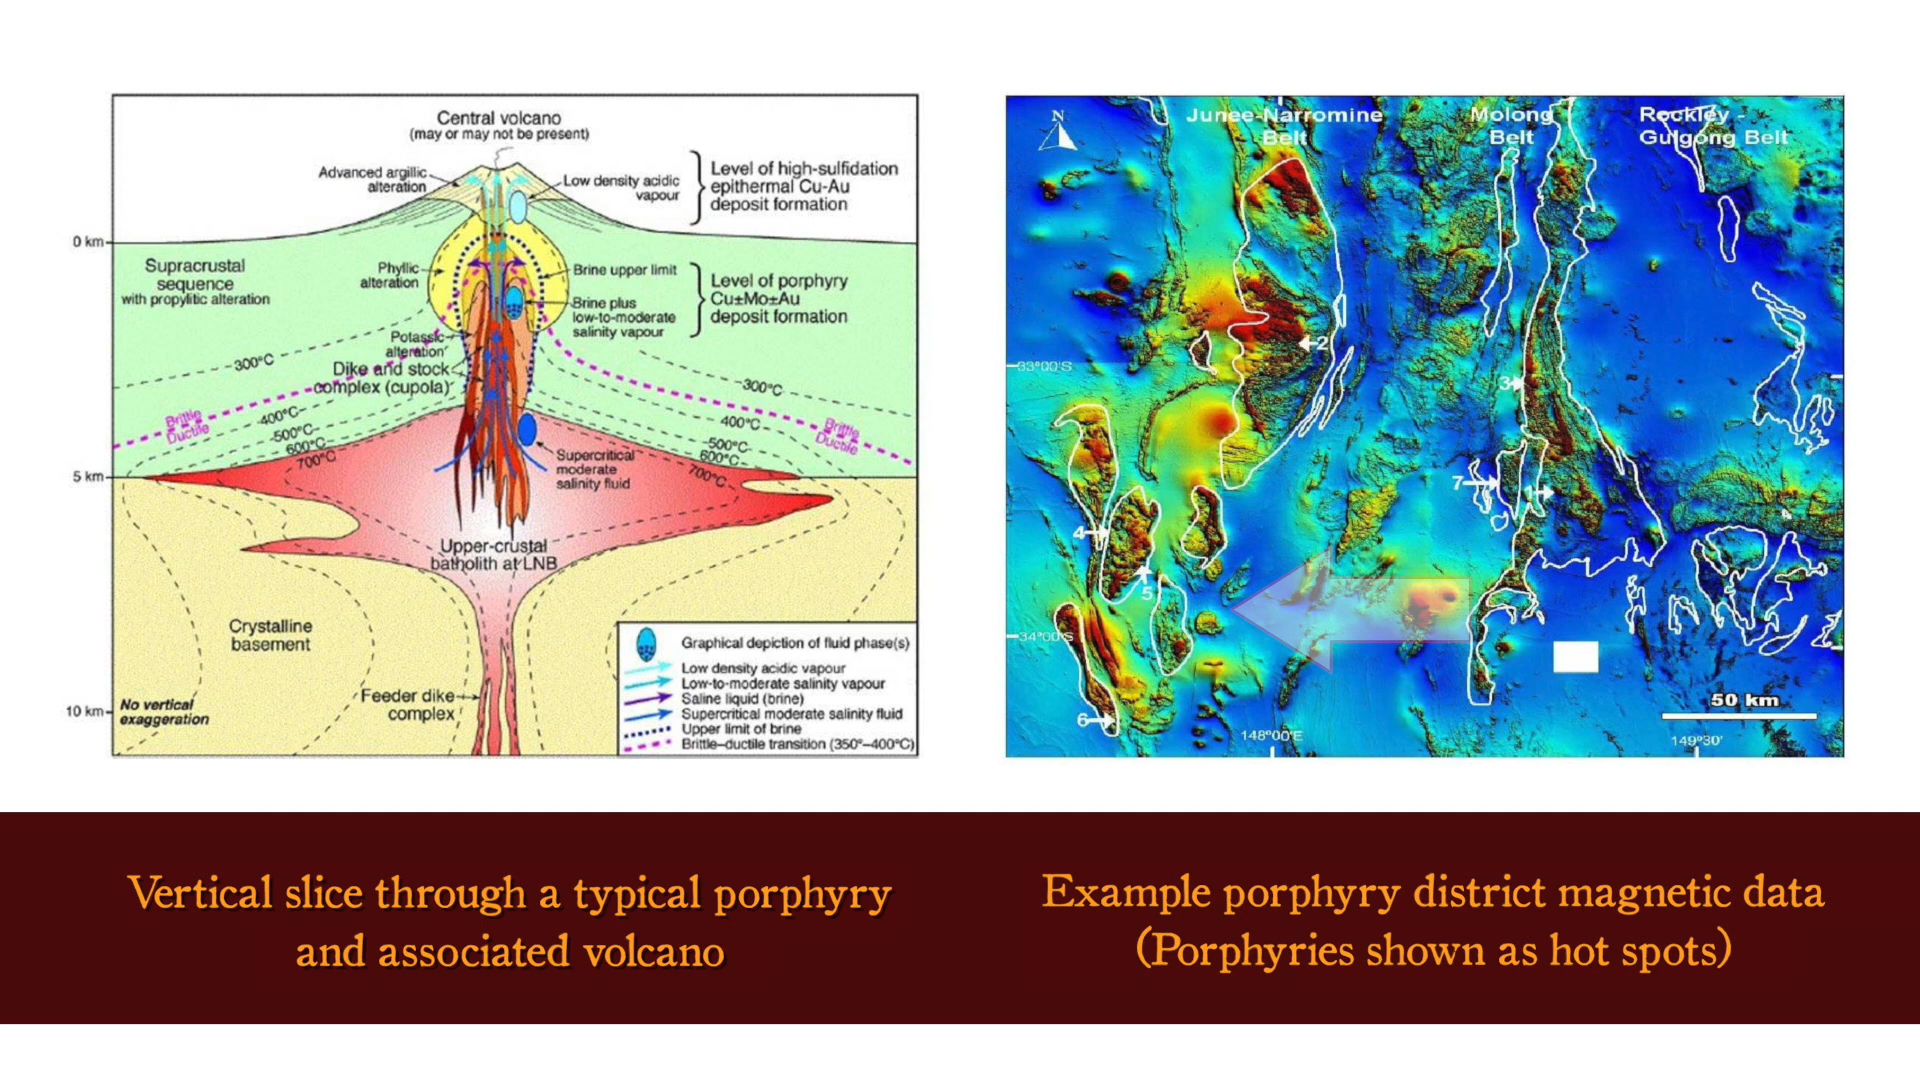 Central volcano
(may or may not be present)
Advanced argillic
alteration
Low density acidic
vapour
Level of high-sulfidation
epithermal Cu-Au
deposit formation
0 km
Supracrustal
sequence
with propylitic alteration
Phyllic
alteration
Brine upper limit
Brine plus
low-to-moderate
salinity vapour
Level of porphyry
Cu±Mo±Au
deposit formation
Potassic
alteration
Dike and stock
complex (cupola)
300°C
300°C
Brittle
Ductile
400°C
500°C
600°C
700°C
400°C
500°C
600°C
700°C
Brittle
Ductile
5 km
Supercritical
moderate
salinity fluid
Upper-crustal
batholith at LNB
Crystalline
basement
Feeder dike
complex
10 km
No vertical
exaggeration
Graphical depiction of fluid phase(s)
Low density acidic vapour
Low-to-moderate salinity vapour
Saline liquid (brine)
Supercritical moderate salinity fluid
Upper limit of brine
Brittle–ductile transition (350°–400°C)
N
Junee-Narromine
Belt
Molong
Belt
Rockley -
Gulgong Belt
33°00'S
2
3
7
1
4
5
34°00'S
6
148°00'E
50 km
149°30'
Vertical slice through a typical porphyry
and associated volcano
Example porphyry district magnetic data
(Porphyries shown as hot spots)